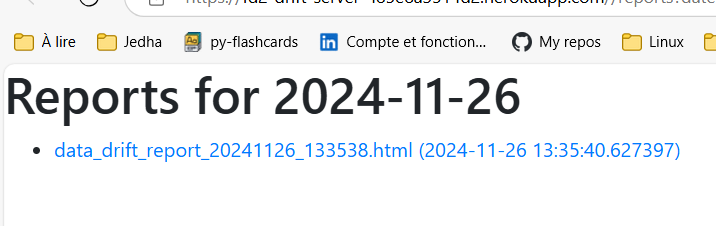 À lire Jedha py-flashcards Compte et fonction... My repos Linux
Reports for 2024-11-26
data_drift_report_20241126_133538.html (2024-11-26 13:35:40.627397)